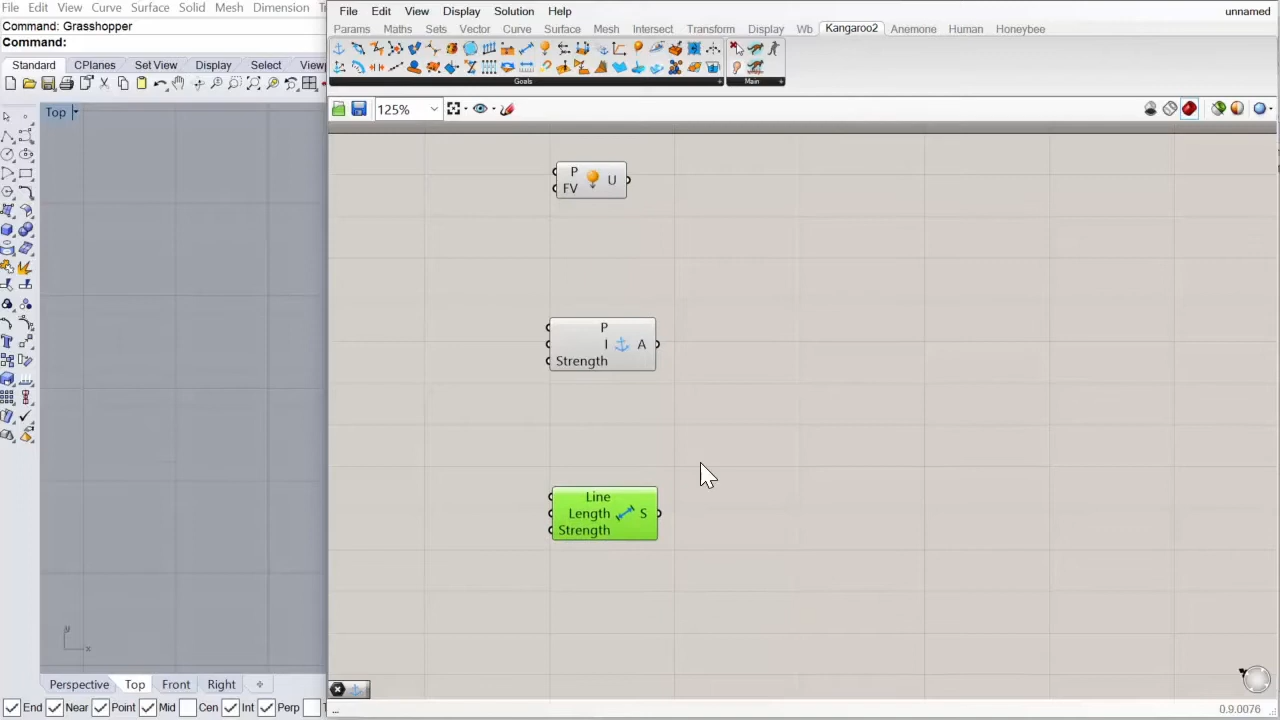 File Edit View Curve Surface Solid Mesh Dimension
Command: Grasshopper
Command:
Standard CPlanes Set View Display Select
Top
y
x
Perspective Top Front Right
End Near Point Mid Cen Int Perp
File Edit View Display Solution Help
unnamed
Params Maths Sets Vector Curve Surface Mesh Intersect Transform Display Wb Kangaroo2 Anemone Human Honeybee
Goals
Main
125%
P
FV
U
P
I
Strength
A
Line
Length
Strength
S
...
0.9.0076